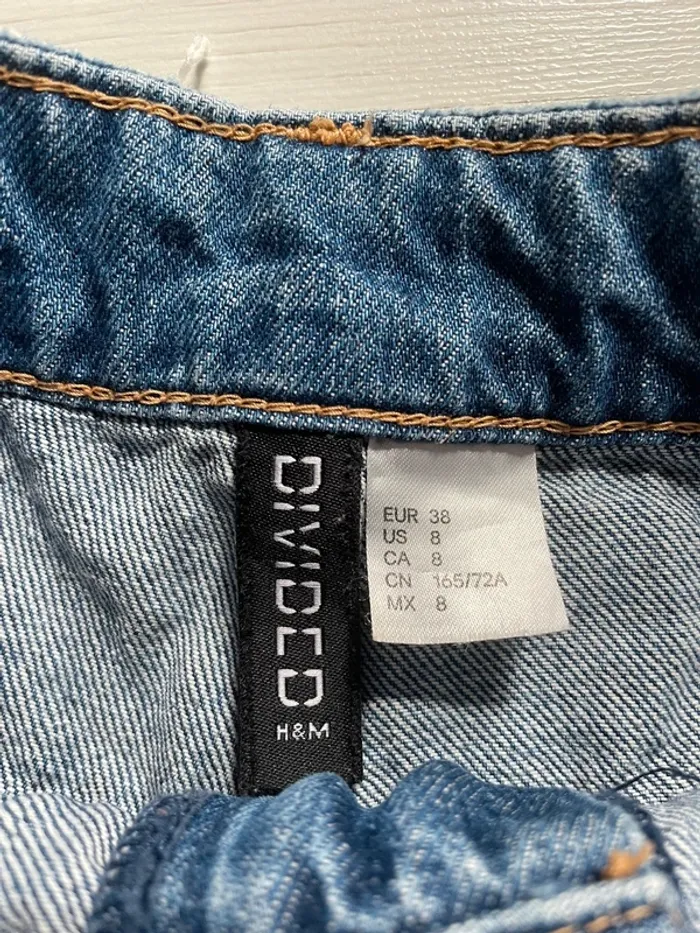 DIVIDED
H&M
EUR 38
US 8
CA 8
CN 165/72A
MX 8